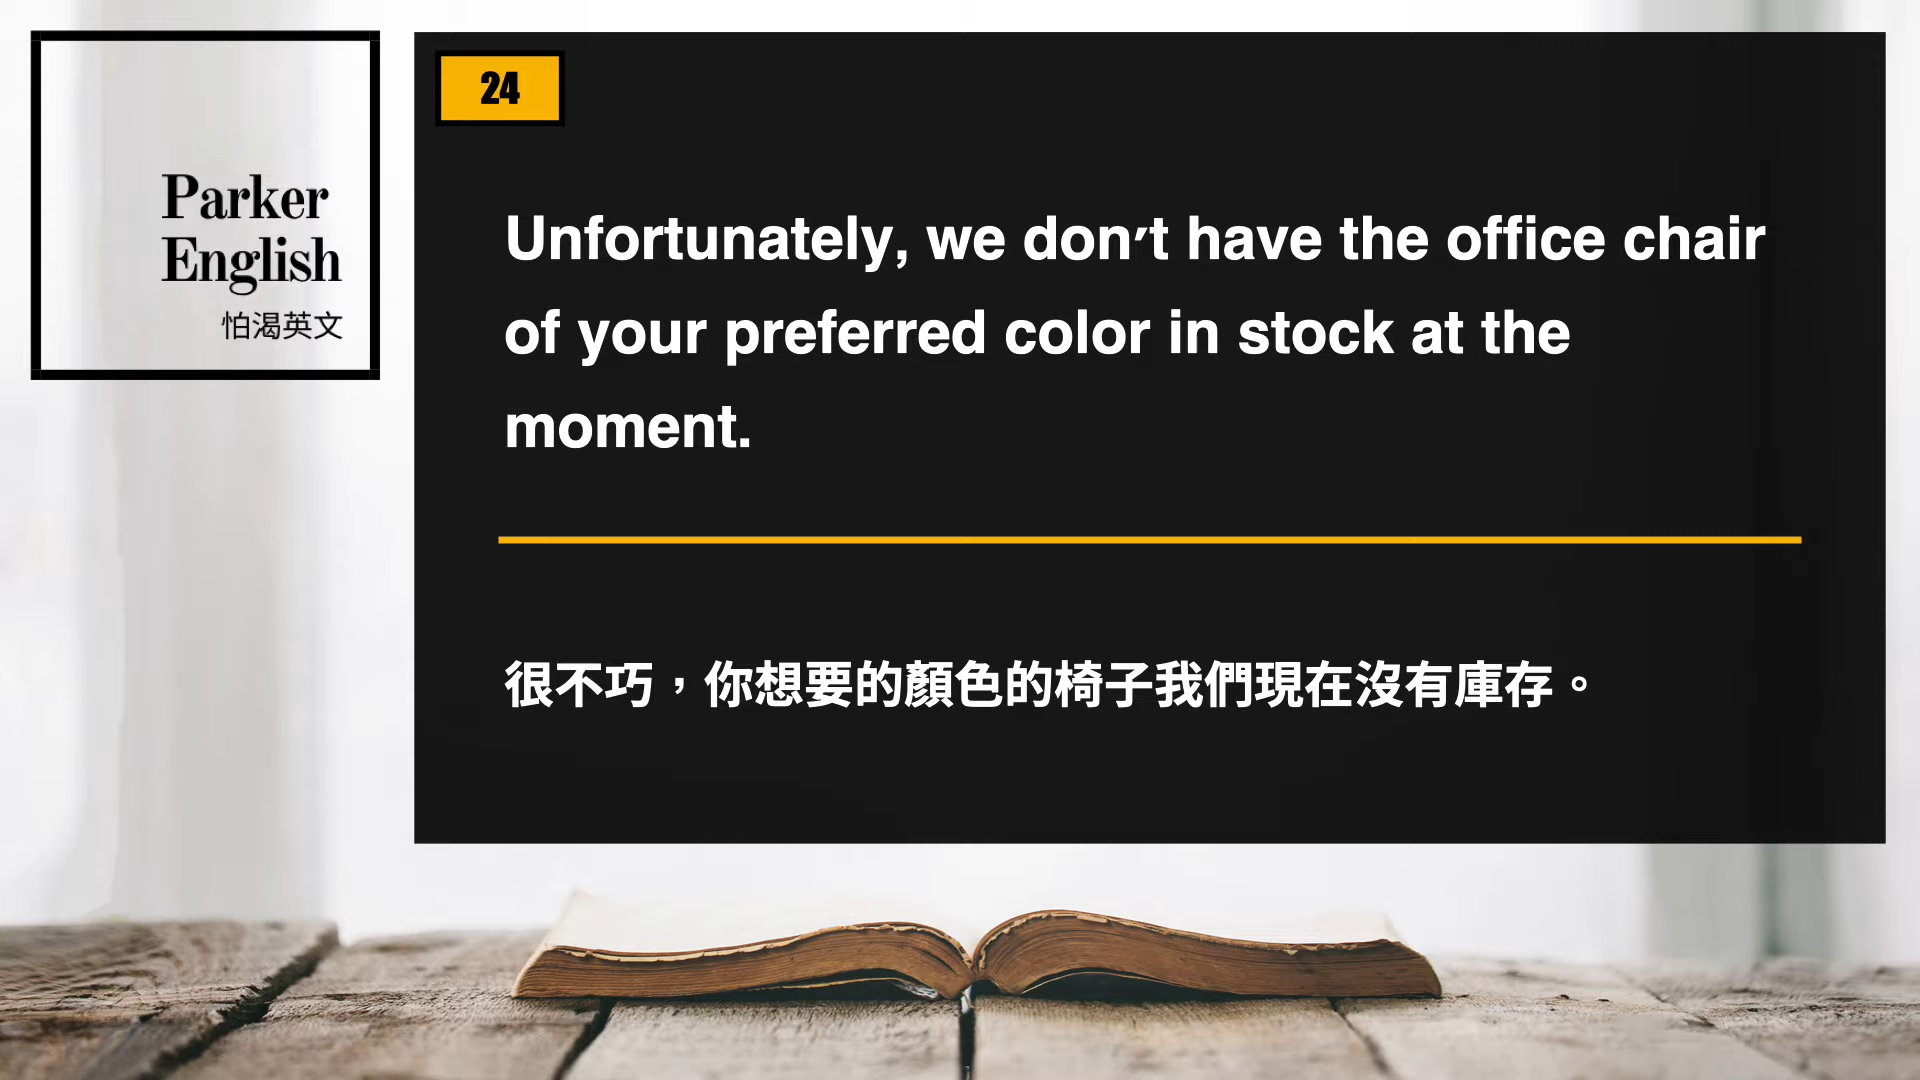 Parker
English
怕渴英文
24
Unfortunately, we don't have the office chair
of your preferred color in stock at the
moment.
很不巧，你想要的顏色的椅子我們現在沒有庫存。